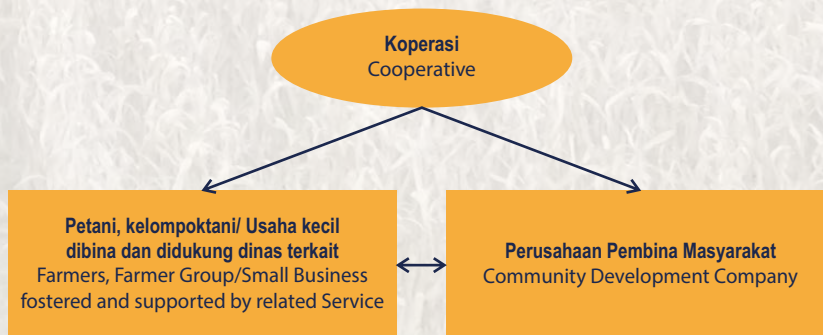 Koperasi
Cooperative
Petani, kelompoktani/ Usaha kecil
dibina dan didukung dinas terkait
Farmers, Farmer Group/Small Business
fostered and supported by related Service
Perusahaan Pembina Masyarakat
Community Development Company